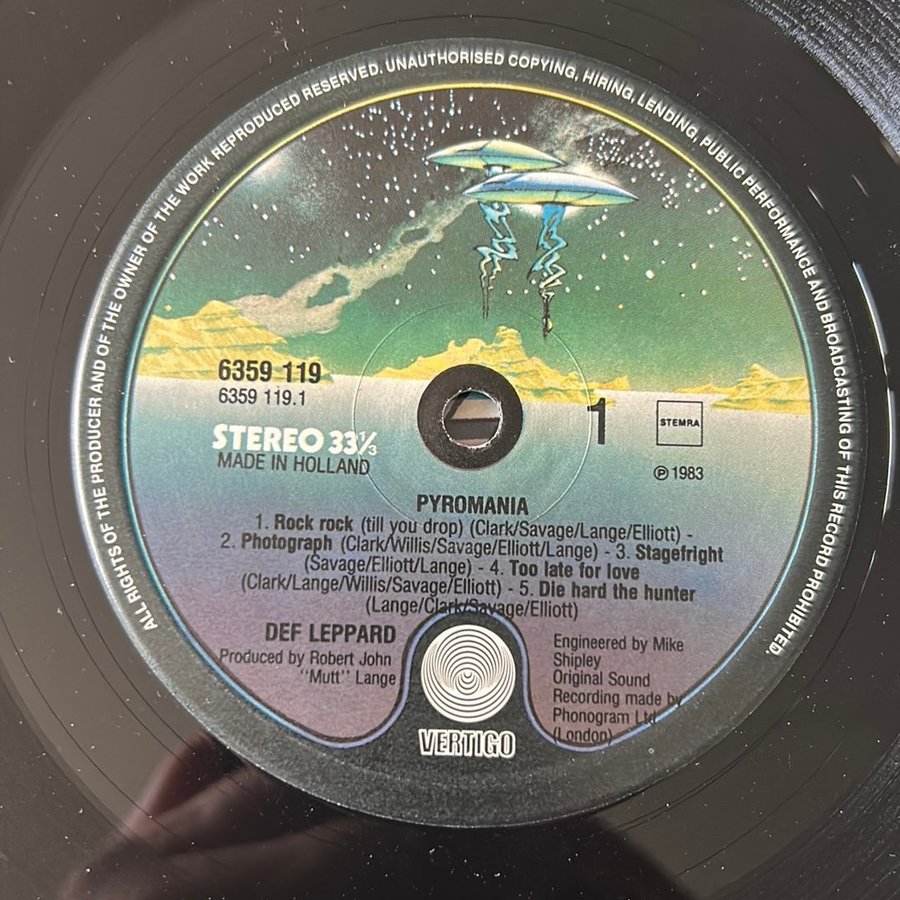 ALL RIGHTS OF THE PRODUCER AND OF THE OWNER OF THE WORK REPRODUCED RESERVED. UNAUTHORISED COPYING, HIRING, LENDING, PUBLIC PERFORMANCE AND BROADCASTING OF THIS RECORD PROHIBITED.
6359 119
6359 119.1
STEREO 33⅓
MADE IN HOLLAND
1
STEMRA
℗ 1983
PYROMANIA
1. Rock rock (till you drop) (Clark/Savage/Lange/Elliott) -
2. Photograph (Clark/Willis/Savage/Elliott/Lange) - 3. Stagefright
(Savage/Elliott/Lange) - 4. Too late for love
(Clark/Lange/Willis/Savage/Elliott) - 5. Die hard the hunter
(Lange/Clark/Savage/Elliott)
DEF LEPPARD
Produced by Robert John
"Mutt" Lange
Engineered by Mike
Shipley
Original Sound
Recording made by
Phonogram Ltd
(London)
VERTIGO